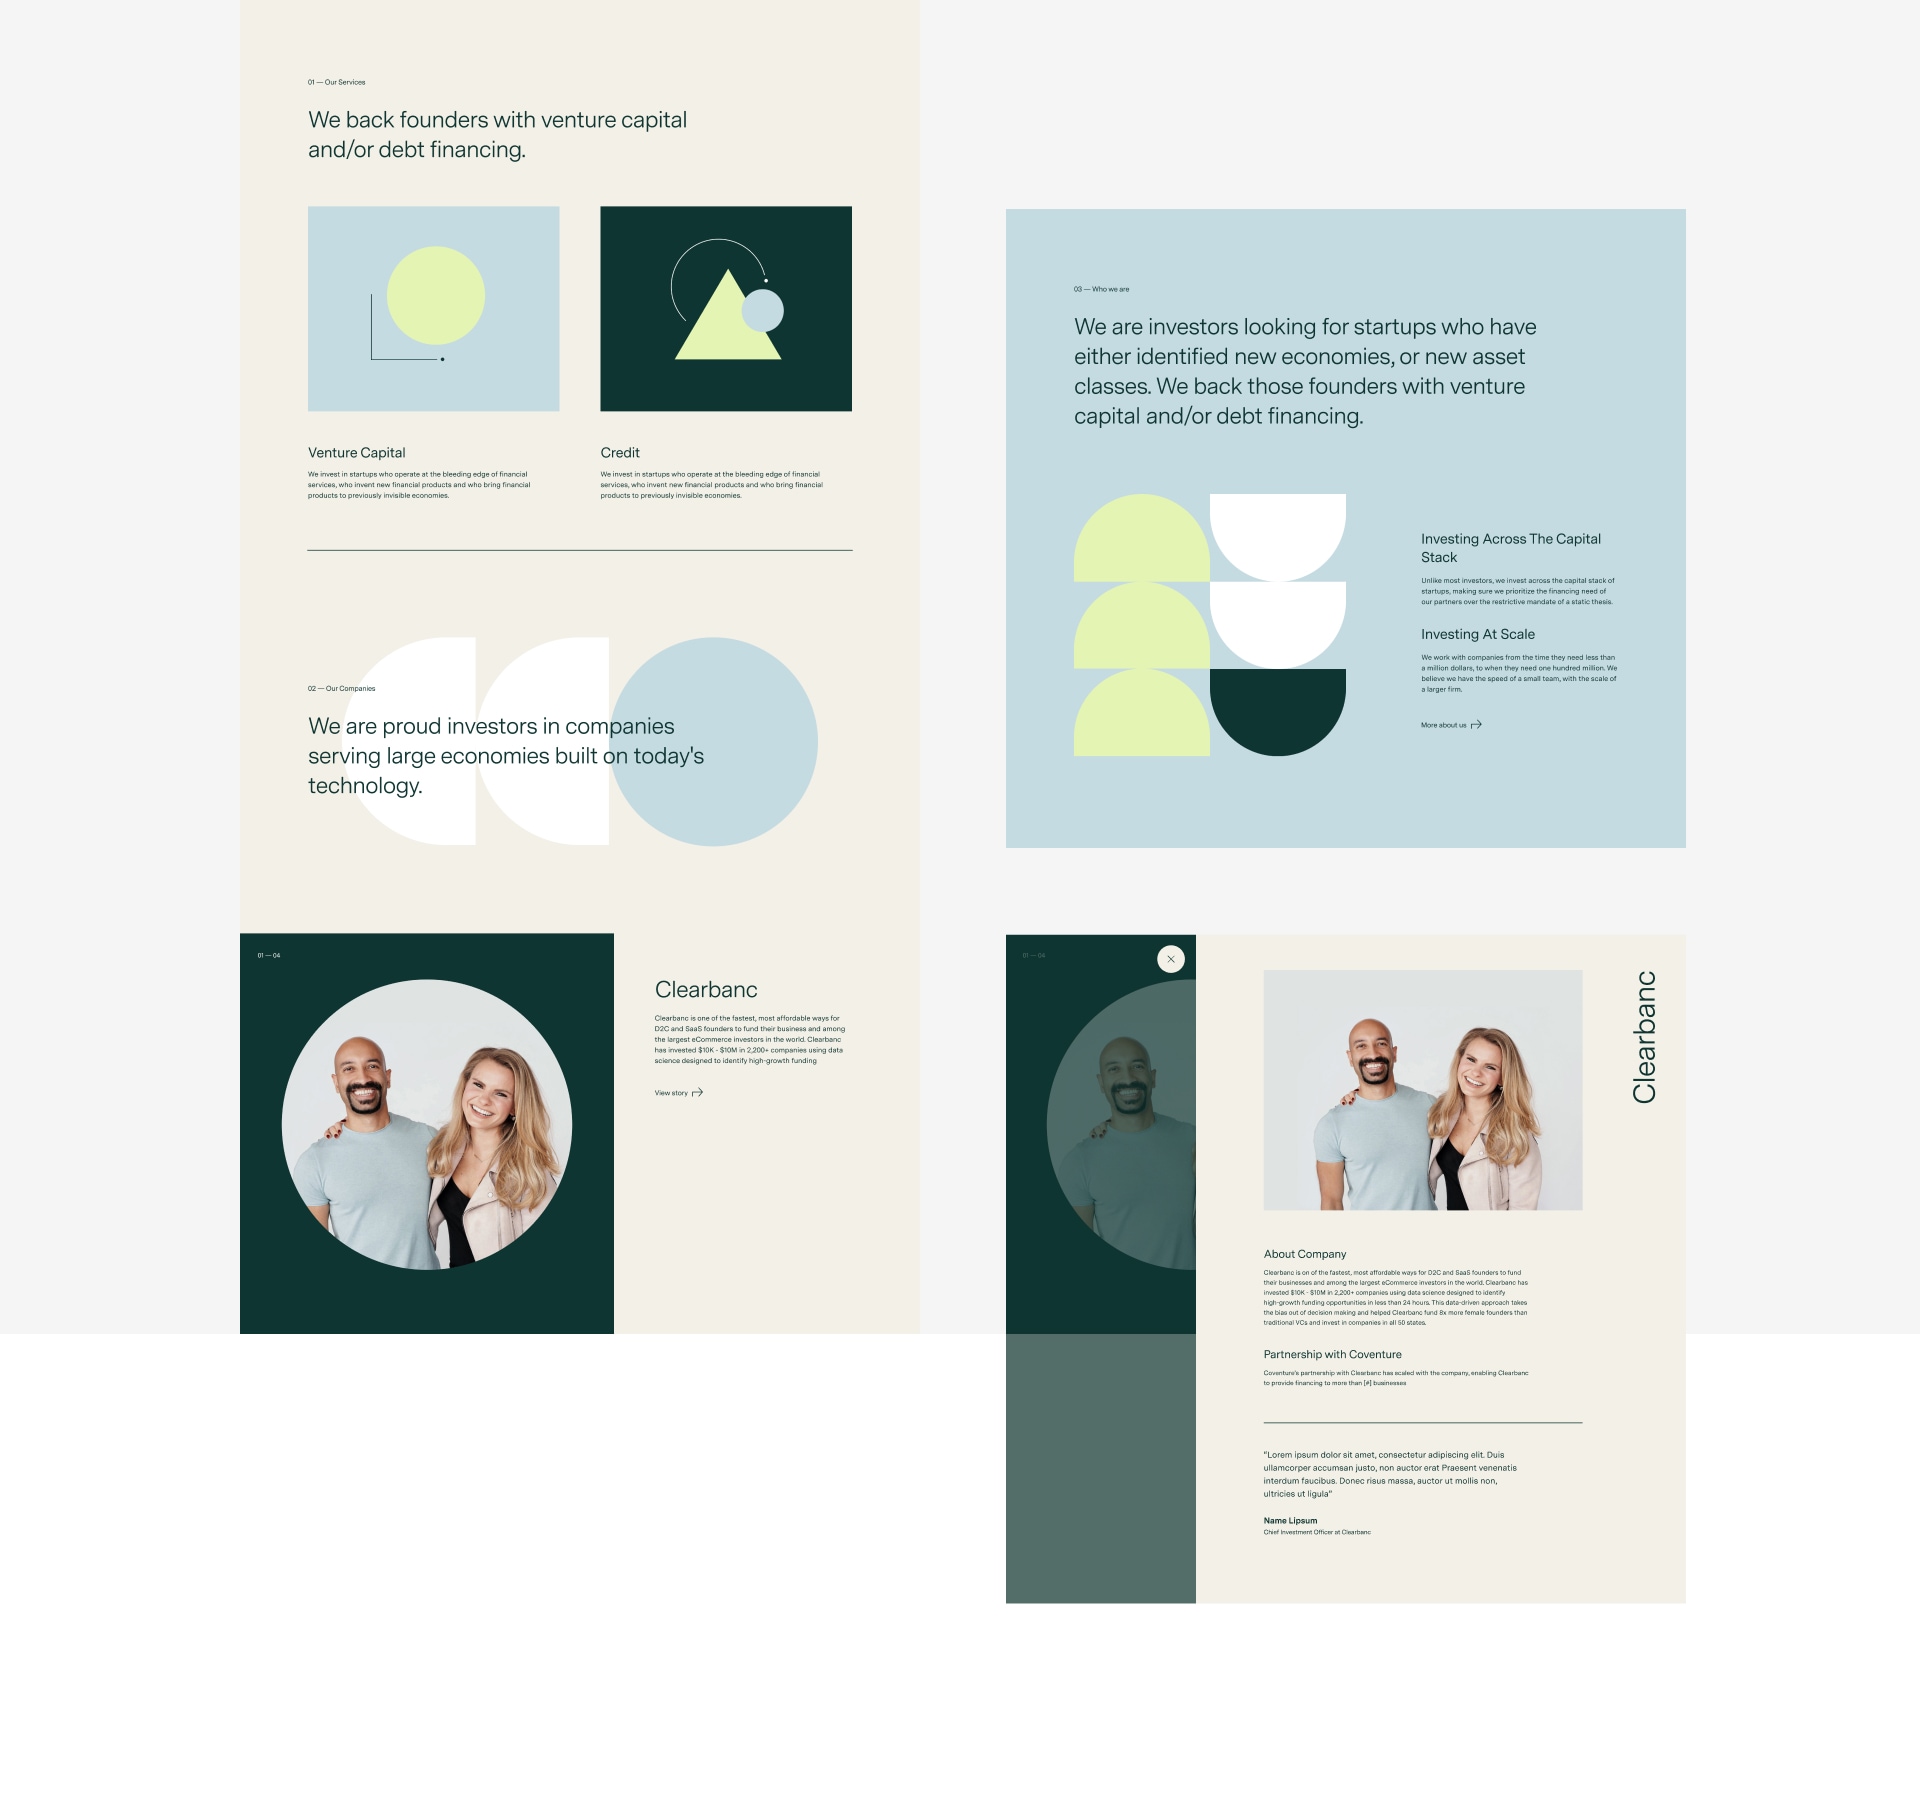 01 — Our Services
We back founders with venture capital
and/or debt financing.
Venture Capital
We invest in startups who operate at the bleeding edge of financial
services, who invent new financial products and who bring financial
products to previously invisible economies.
Credit
We invest in startups who operate at the bleeding edge of financial
services, who invent new financial products and who bring financial
products to previously invisible economies.
02 — Our Companies
We are proud investors in companies
serving large economies built on today's
technology.
01 — 04
Clearbanc
Clearbanc is one of the fastest, most affordable ways for
D2C and SaaS founders to fund their business and among
the largest eCommerce investors in the world. Clearbanc
has invested $10K - $10M in 2,200+ companies using data
science designed to identify high-growth funding
View story
03 — Who we are
We are investors looking for startups who have
either identified new economies, or new asset
classes. We back those founders with venture
capital and/or debt financing.
Investing Across The Capital
Stack
Unlike most investors, we invest across the capital stack of
startups, making sure we prioritize the financing need of
our partners over the restrictive mandate of a static thesis.
Investing At Scale
We work with companies from the time they need less than
a million dollars, to when they need one hundred million. We
believe we have the speed of a small team, with the scale of
a larger firm.
More about us
01 — 04
Clearbanc
About Company
Clearbanc is on of the fastest, most affordable ways for D2C and SaaS founders to fund
their businesses and among the largest eCommerce investors in the world. Clearbanc has
invested $10K - $10M in 2,200+ companies using data science designed to identify
high-growth funding opportunities in less than 24 hours. This data-driven approach takes
the bias out of decision making and helped Clearbanc fund 8x more female founders than
traditional VCs and invest in companies in all 50 states.
Partnership with Coventure
Coventure's partnership with Clearbanc has scaled with the company, enabling Clearbanc
to provide financing to more than [#] businesses
"Lorem ipsum dolor sit amet, consectetur adipiscing elit. Duis
ullamcorper accumsan justo, non auctor erat Praesent venenatis
interdum faucibus. Donec risus massa, auctor ut mollis non,
ultricies ut ligula"
Name Lipsum
Chief Investment Officer at Clearbanc